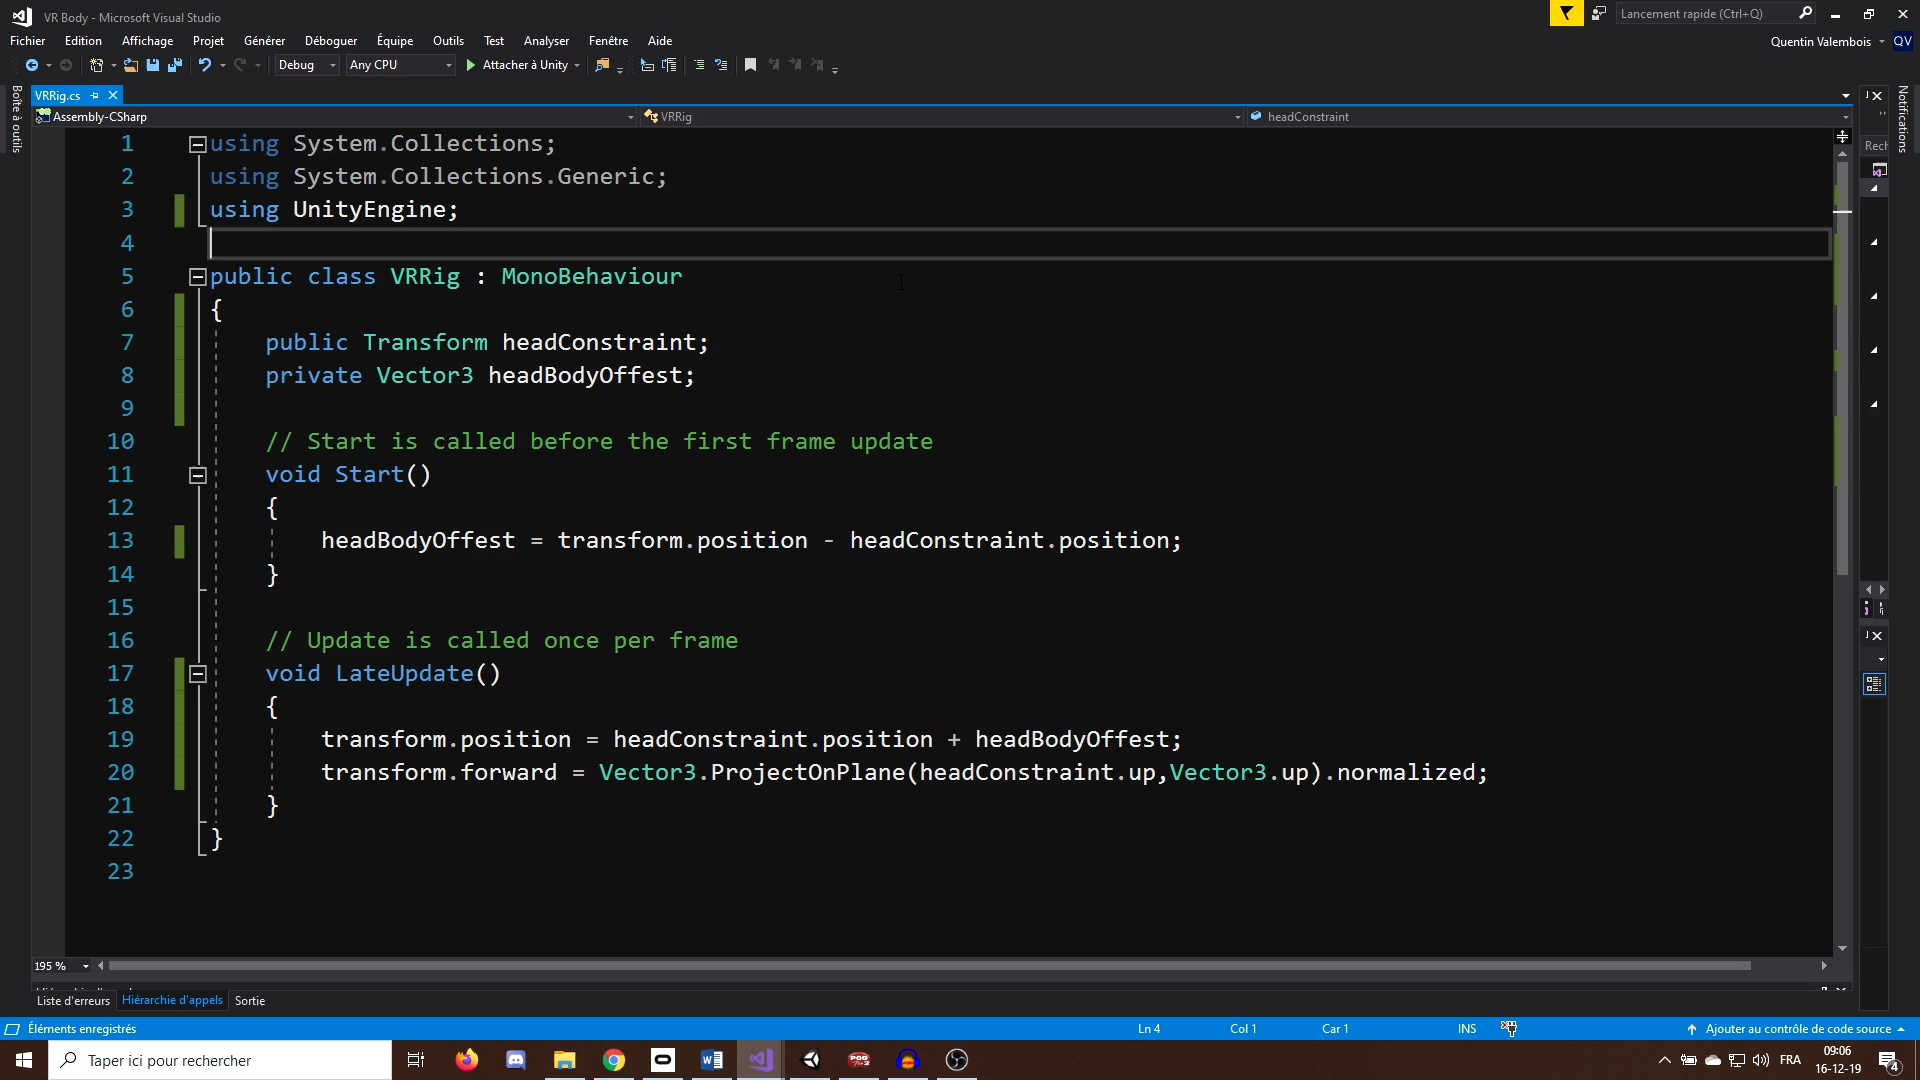 VR Body - Microsoft Visual Studio
Lancement rapide (Ctrl+Q)
Fichier Edition Affichage Projet Générer Déboguer Équipe Outils Test Analyser Fenêtre Aide
Quentin Valembois QV
Debug Any CPU Attacher à Unity
Boîte à outils
VRRig.cs
Notifications
Assembly-CSharp VRRig headConstraint
Rech
1 using System.Collections;
2 using System.Collections.Generic;
3 using UnityEngine;
4
5 public class VRRig : MonoBehaviour
6 {
7 public Transform headConstraint;
8 private Vector3 headBodyOffest;
9
10 // Start is called before the first frame update
11 void Start()
12 {
13 headBodyOffest = transform.position - headConstraint.position;
14 }
15
16 // Update is called once per frame
17 void LateUpdate()
18 {
19 transform.position = headConstraint.position + headBodyOffest;
20 transform.forward = Vector3.ProjectOnPlane(headConstraint.up,Vector3.up).normalized;
21 }
22 }
23
195 %
Liste d'erreurs Hiérarchie d'appels Sortie
Éléments enregistrés Ln 4 Col 1 Car 1 INS Ajouter au contrôle de code source
Taper ici pour rechercher
FRA
09:06
16-12-19
4